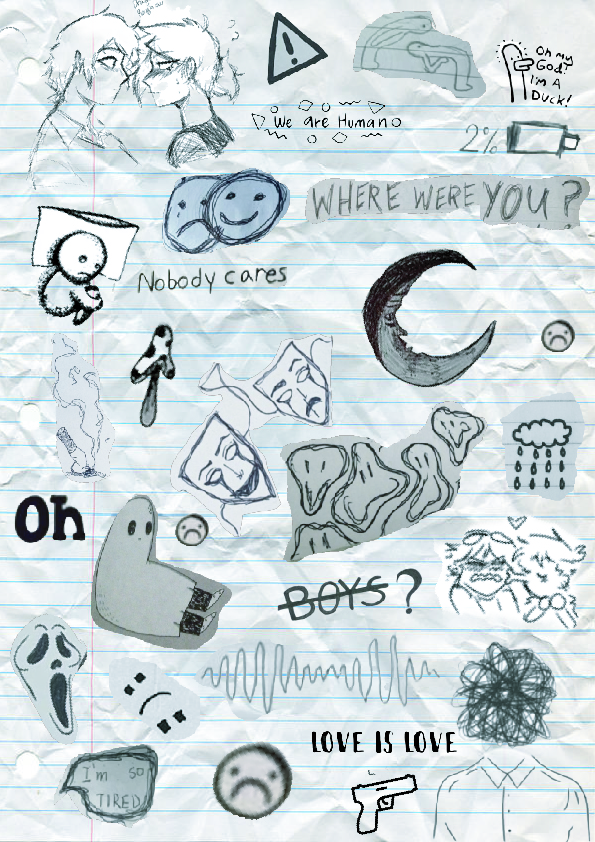 Oh my
God?
I'm A
Duck!
We are Human
2%
WHERE WERE YOU?
Nobody cares
Oh
BOYS?
LOVE IS LOVE
I'm so
TIRED